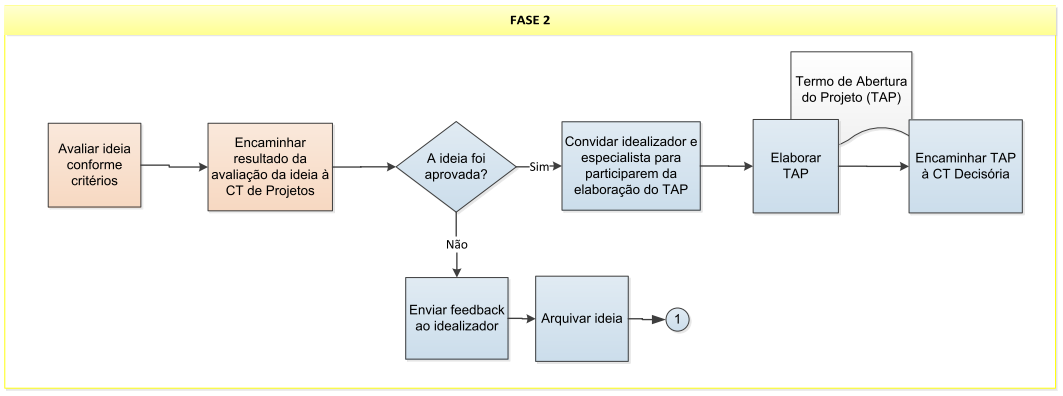 FASE 2
Avaliar ideia
conforme
critérios
Encaminhar
resultado da
avaliação da ideia à
CT de Projetos
A ideia foi
aprovada?
Sim
Convidar idealizador e
especialista para
participarem da
elaboração do TAP
Termo de Abertura
do Projeto (TAP)
Elaborar
TAP
Encaminhar TAP
à CT Decisória
Não
Enviar feedback
ao idealizador
Arquivar ideia
1